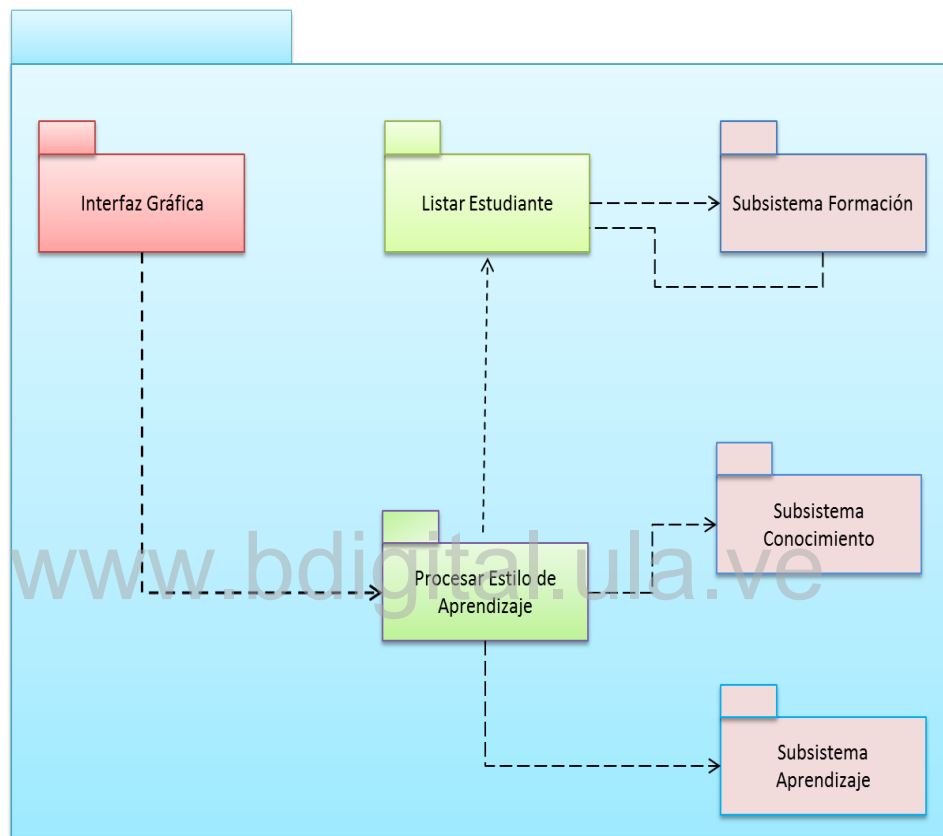 Interfaz Gráfica
Listar Estudiante
Subsistema Formación
Subsistema
Conocimiento
www.bdigital.ula.ve
Procesar Estilo de
Aprendizaje
Subsistema
Aprendizaje